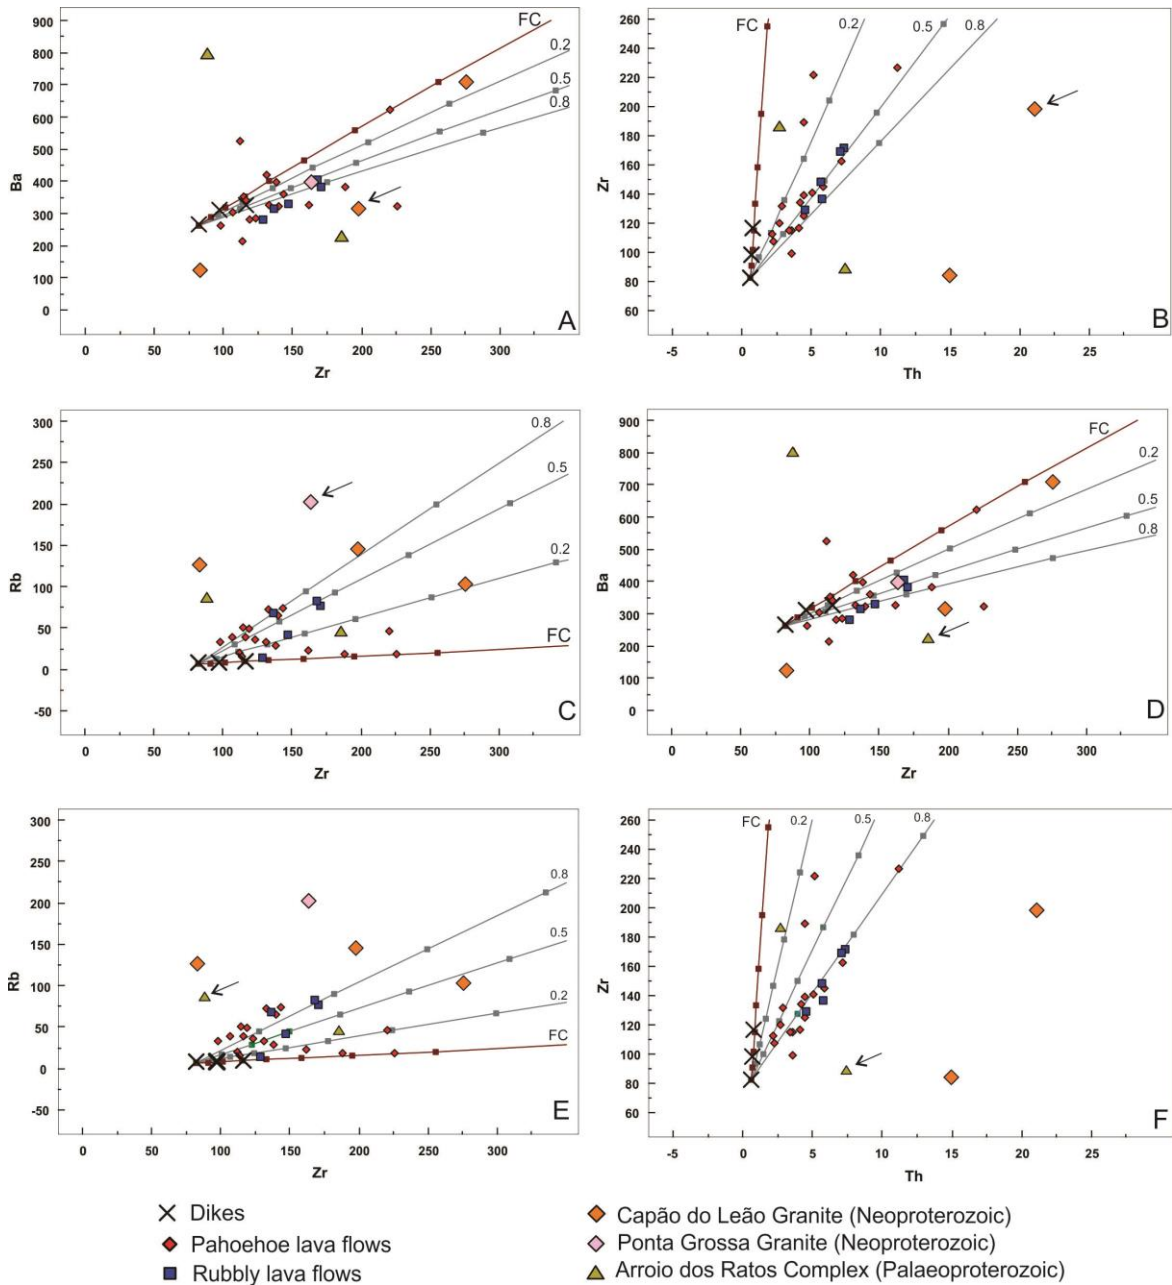 FC
0.2
0.5
0.8
900
800
700
600
500
400
300
200
100
0
Ba
0 50 100 150 200 250 300
Zr
A
FC
0.2
0.5
0.8
260
240
220
200
180
160
140
120
100
80
60
Zr
-5 0 5 10 15 20 25
Th
B
0.8
0.5
0.2
FC
300
250
200
150
100
50
0
-50
Rb
0 50 100 150 200 250 300
Zr
C
FC
0.2
0.5
0.8
900
800
700
600
500
400
300
200
100
0
Ba
0 50 100 150 200 250 300
Zr
D
0.8
0.5
0.2
FC
300
250
200
150
100
50
0
-50
Rb
0 50 100 150 200 250 300
Zr
E
FC
0.2
0.5
0.8
260
240
220
200
180
160
140
120
100
80
60
Zr
-5 0 5 10 15 20 25
Th
F
Dikes
Pahoehoe lava flows
Rubbly lava flows
Capão do Leão Granite (Neoproterozoic)
Ponta Grossa Granite (Neoproterozoic)
Arroio dos Ratos Complex (Palaeoproterozoic)